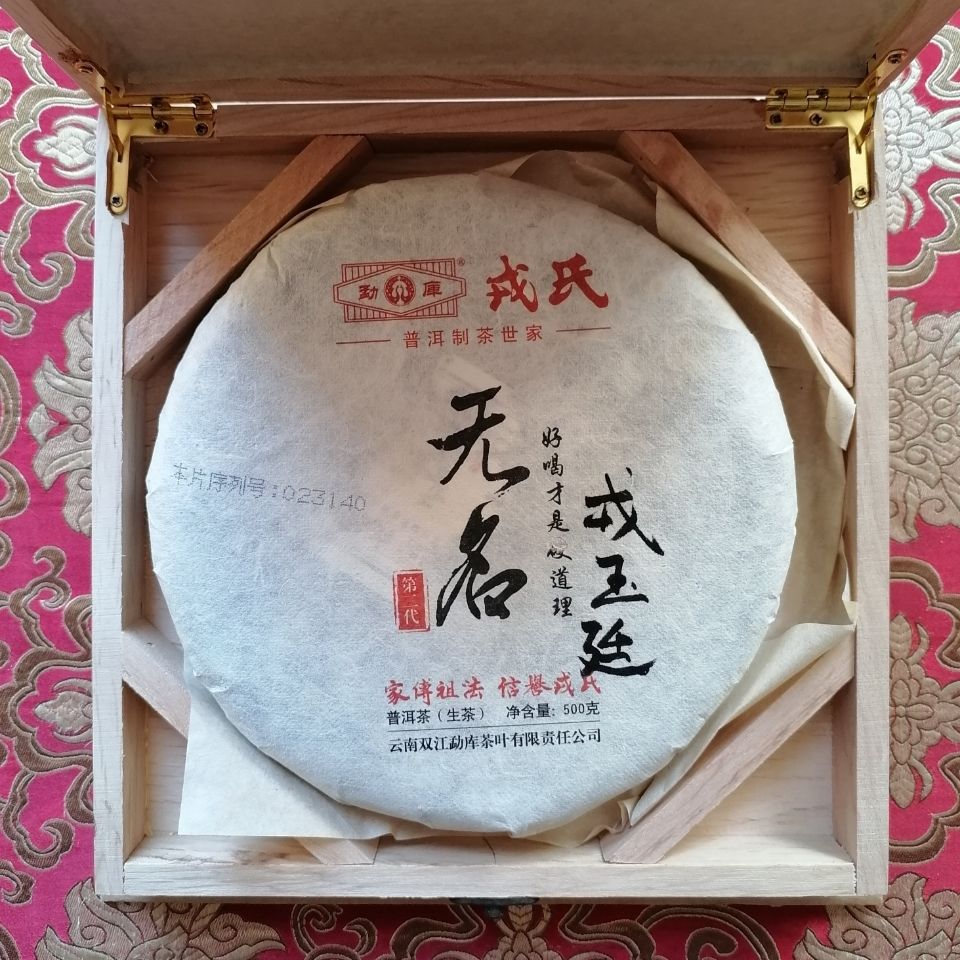 勐库®
戎氏
普洱制茶世家
无名
好喝才是硬道理
戎玉廷
本片序列号:023140
第二代
家传祖法 信誉戎氏
普洱茶(生茶) 净含量: 500克
云南双江勐库茶叶有限责任公司